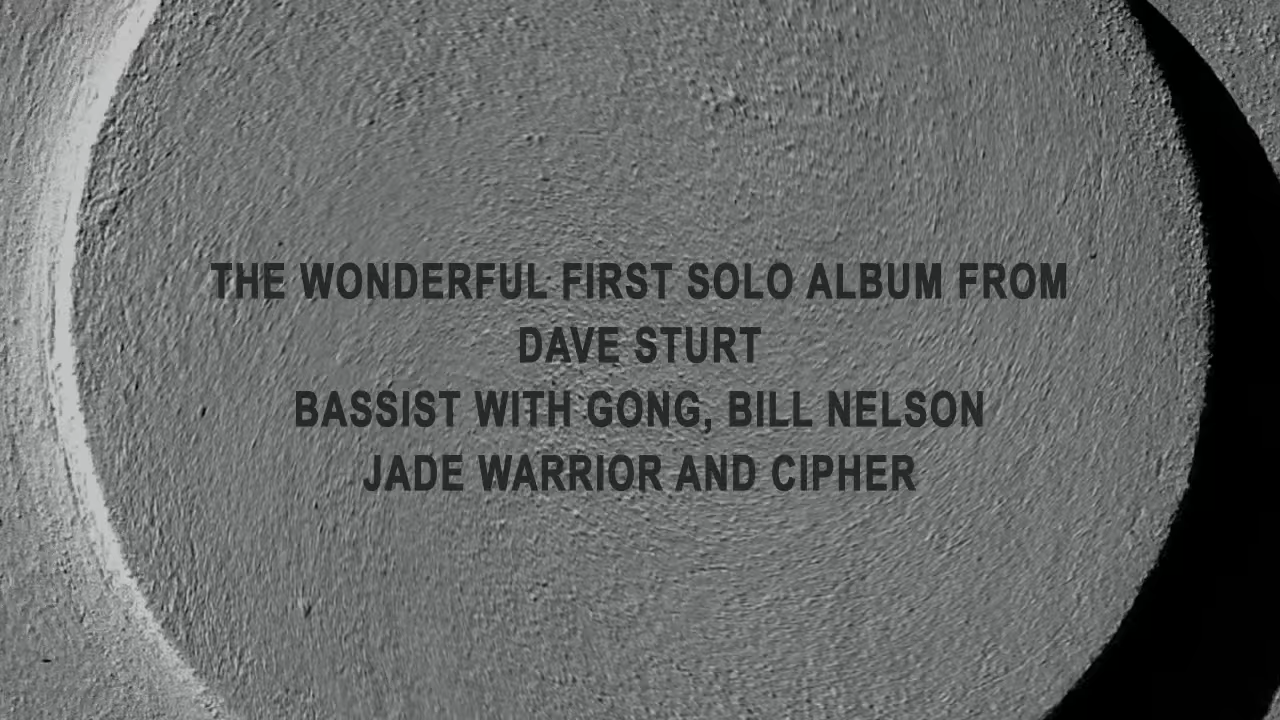 THE WONDERFUL FIRST SOLO ALBUM FROM
DAVE STURT
BASSIST WITH GONG, BILL NELSON
JADE WARRIOR AND CIPHER